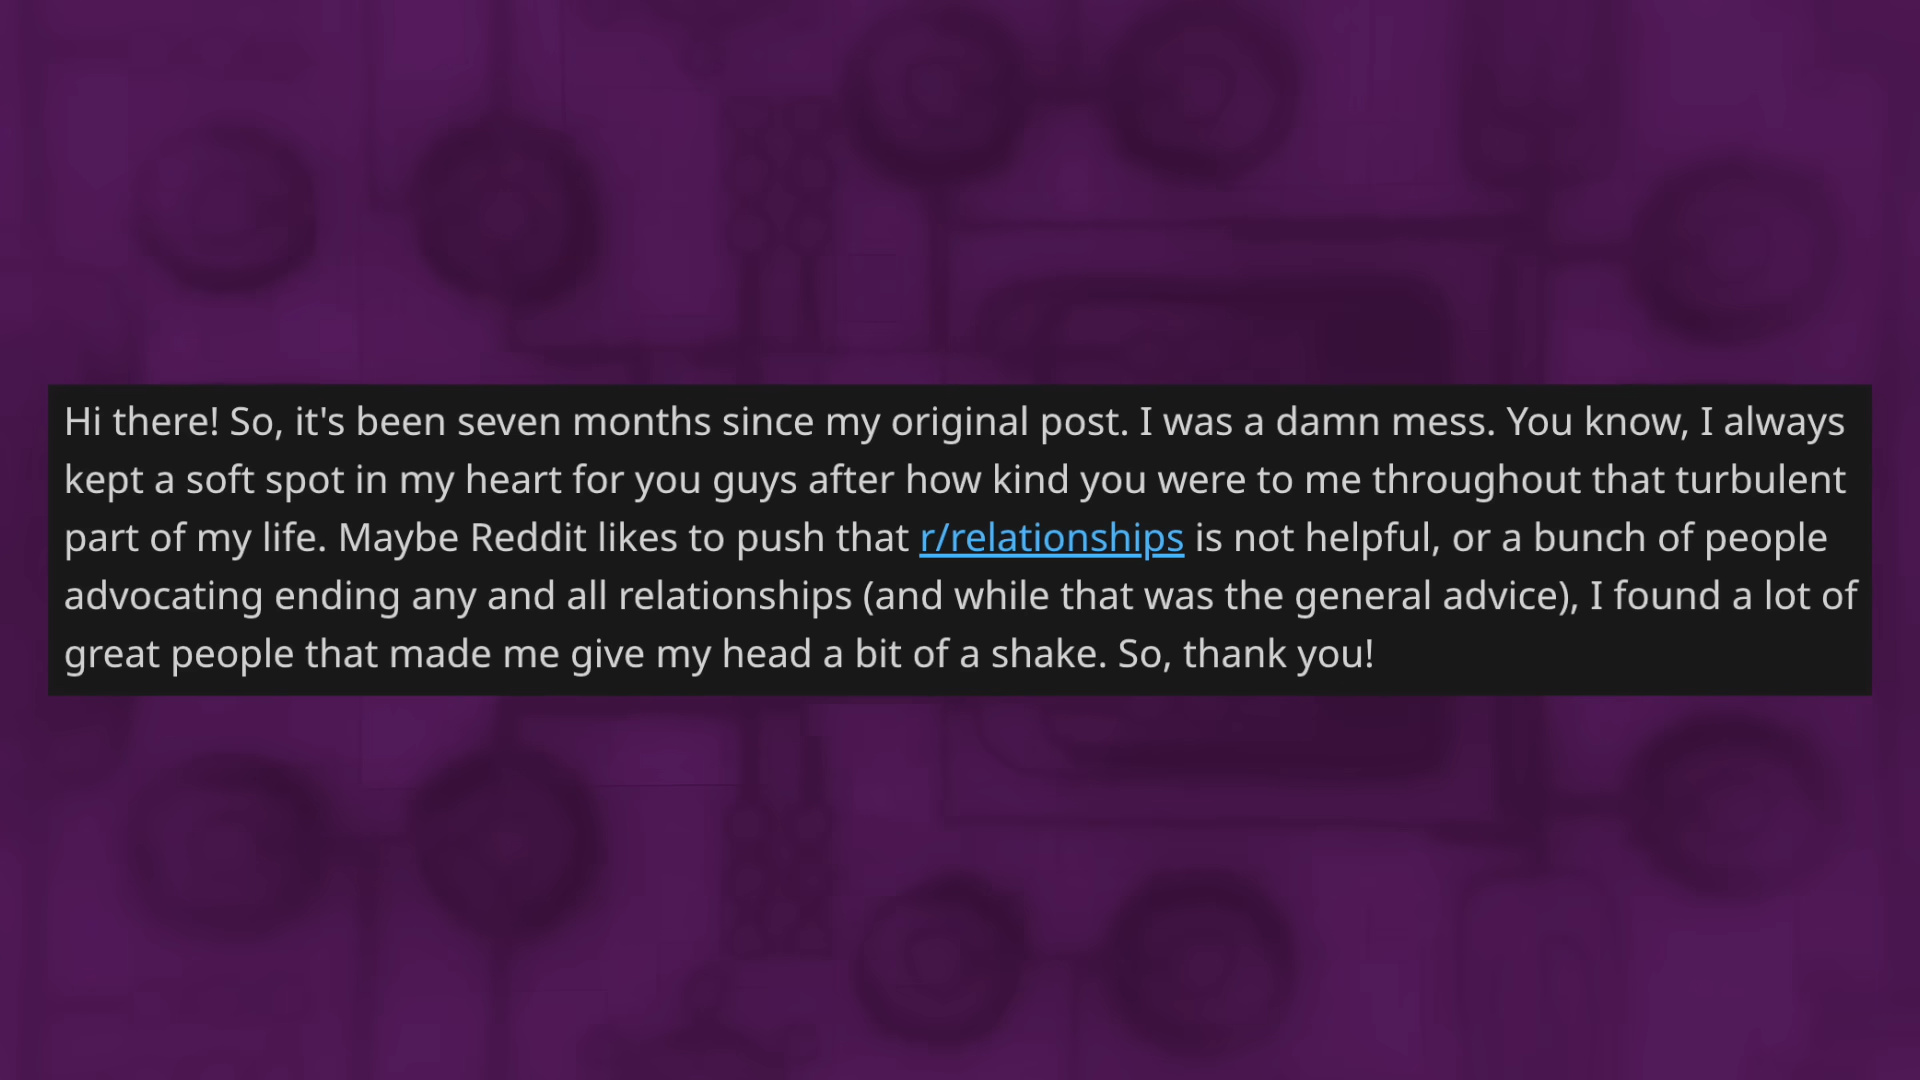 Hi there! So, it's been seven months since my original post. I was a damn mess. You know, I always
kept a soft spot in my heart for you guys after how kind you were to me throughout that turbulent
part of my life. Maybe Reddit likes to push that r/relationships is not helpful, or a bunch of people
advocating ending any and all relationships (and while that was the general advice), I found a lot of
great people that made me give my head a bit of a shake. So, thank you!